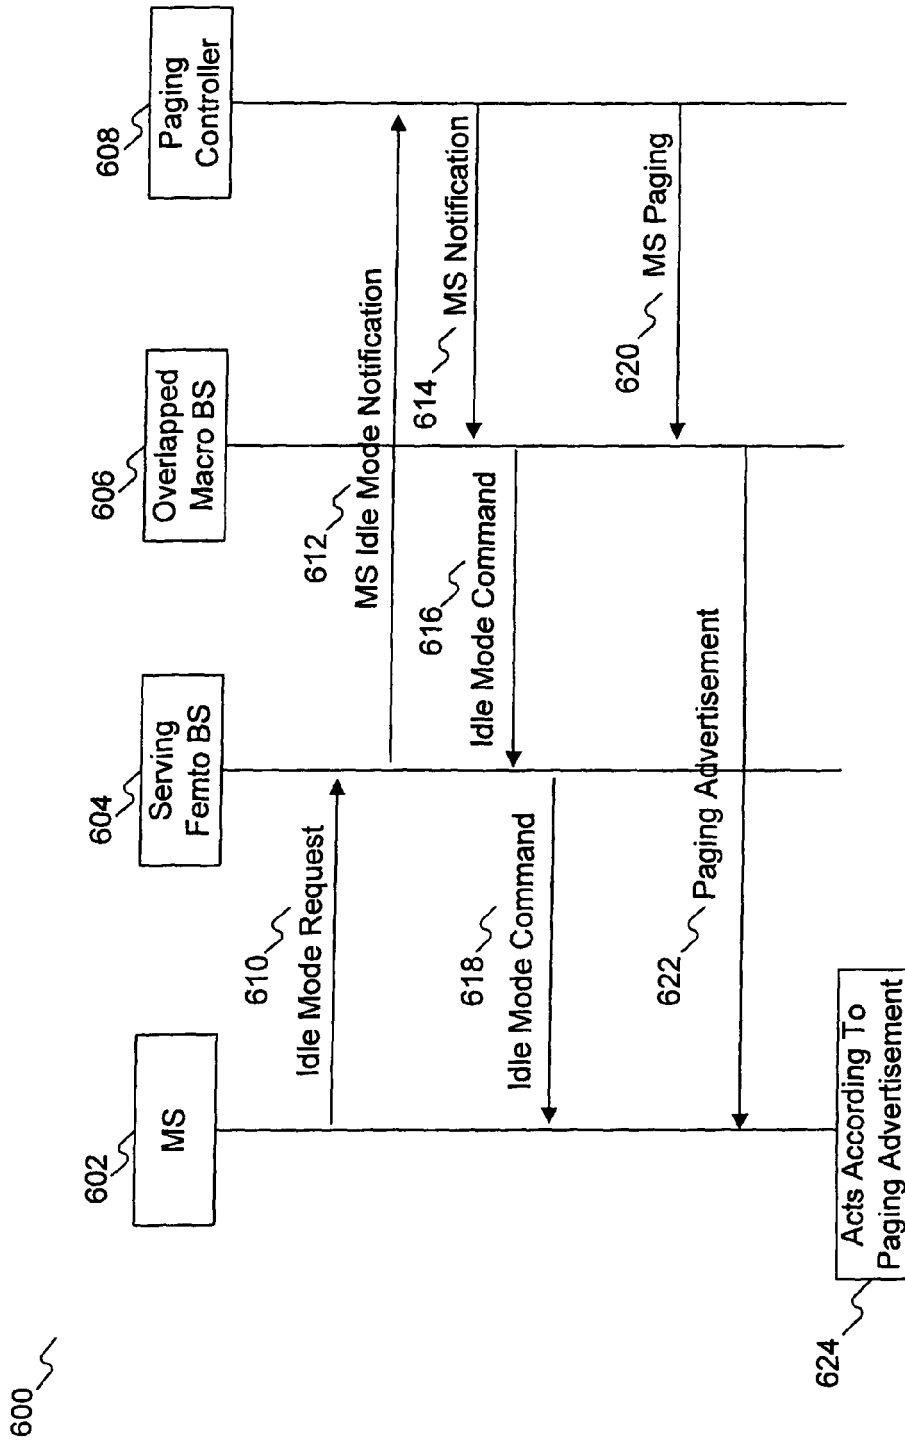 600
602
MS
604
Serving
Femto BS
606
Overlapped
Macro BS
608
Paging
Controller
610
Idle Mode Request
612
MS Idle Mode Notification
614
MS Notification
616
Idle Mode Command
618
Idle Mode Command
620
MS Paging
622
Paging Advertisement
624
Acts According To
Paging Advertisement